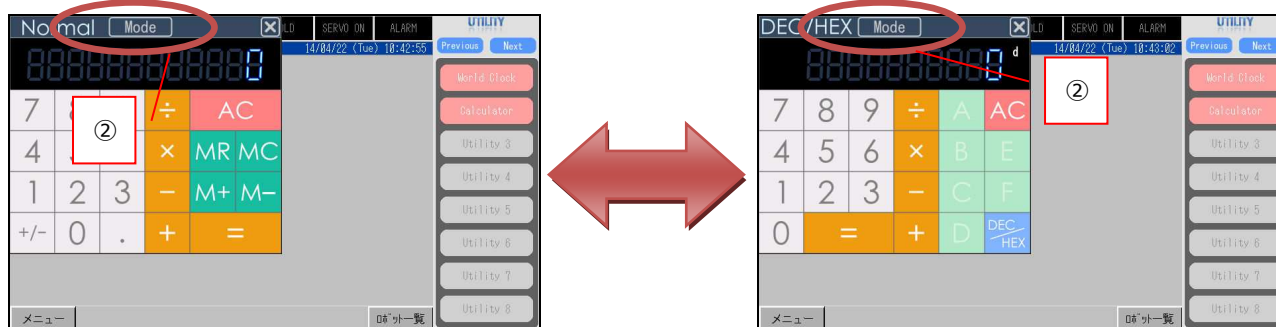 Normal Mode X LD SERVO ON ALARM UTILITY
14/04/22 (Tue) 10:42:55 Previous Next
0
World Clock
7 ÷ AC
②
Calculator
4 × MR MC
Utility 3
Utility 4
1 2 3 − M+ M−
Utility 5
+/− 0 . + =
Utility 6
Utility 7
Utility 8
メニュー ロボット一覧
DEC/HEX Mode X LD SERVO ON ALARM UTILITY
14/04/22 (Tue) 10:43:02 Previous Next
0 d
②
World Clock
7 8 9 ÷ A AC
Calculator
4 5 6 × B E
Utility 3
Utility 4
1 2 3 − C F
Utility 5
0 = + D DEC/HEX
Utility 6
Utility 7
Utility 8
メニュー ロボット一覧